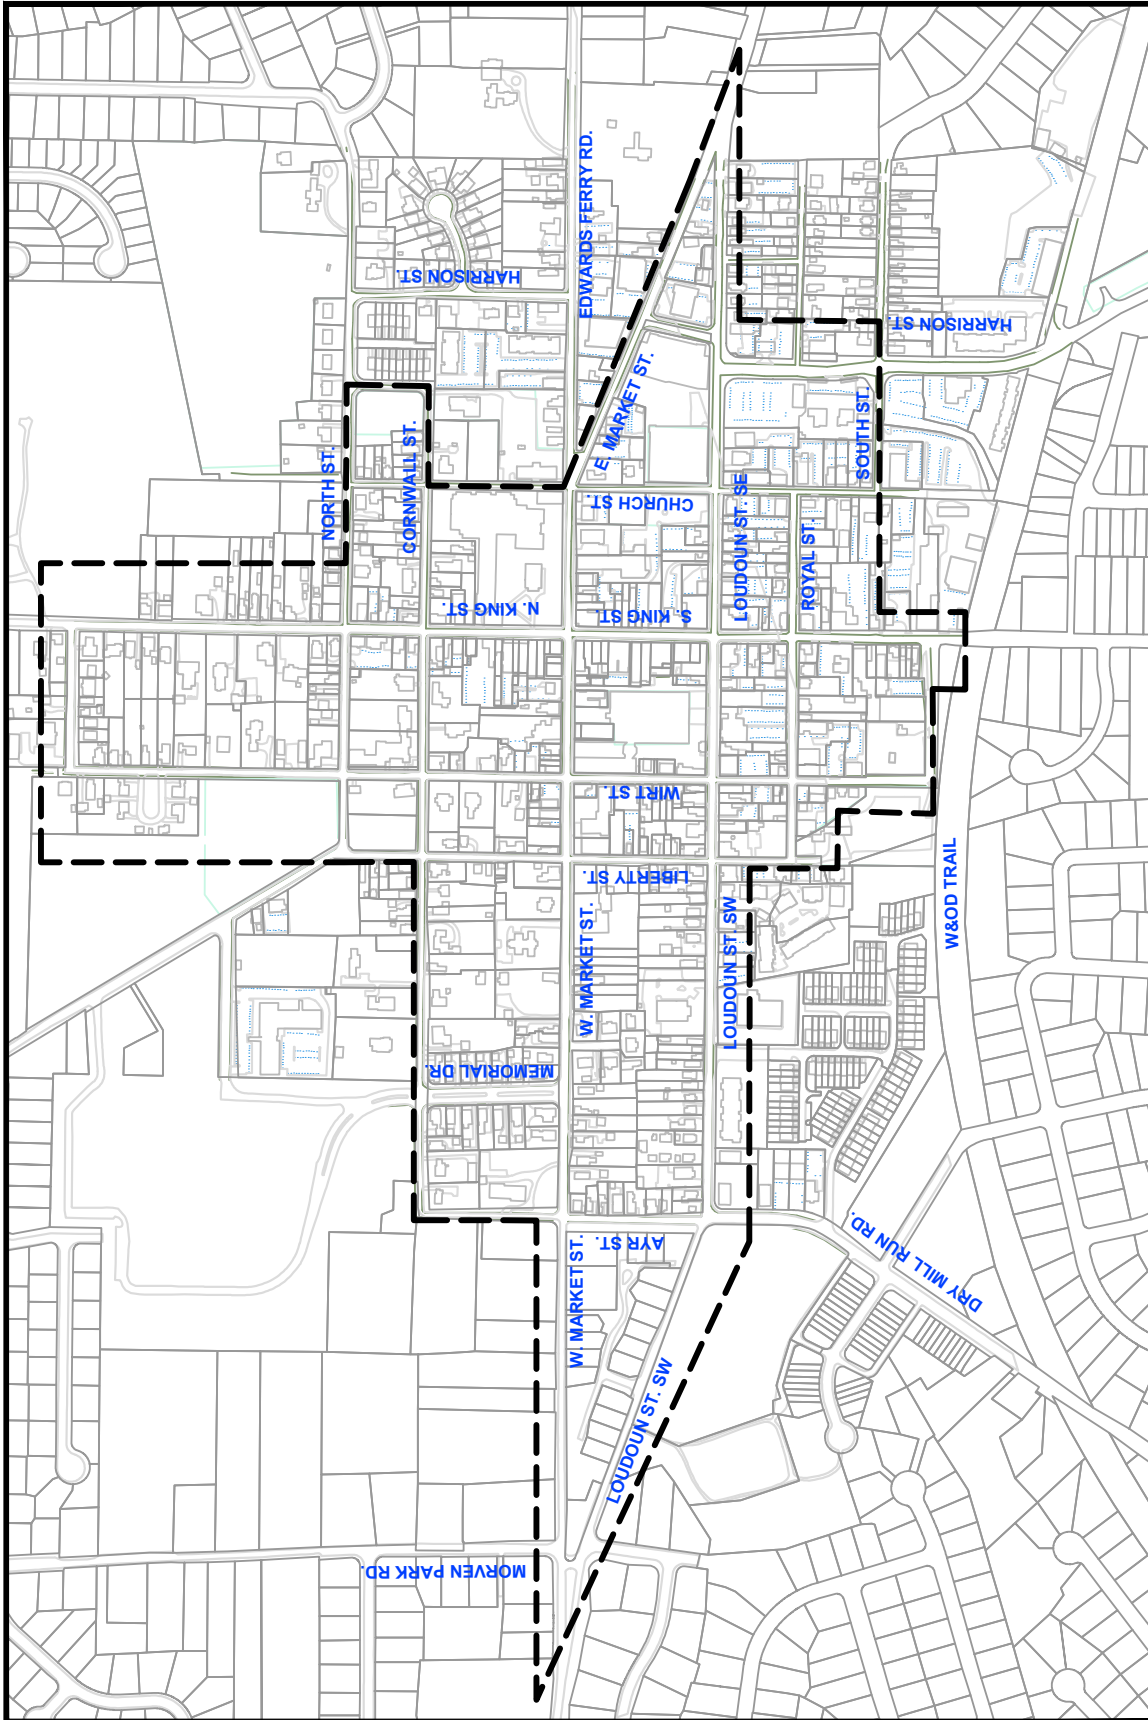 EDWARDS FERRY RD.
HARRISON ST.
HARRISON ST.
E. MARKET ST.
NORTH ST.
CORNWALL ST.
SOUTH ST.
CHURCH ST.
LOUDOUN ST. SE
ROYAL ST.
N. KING ST.
S. KING ST.
WIRT ST.
LIBERTY ST.
W&OD TRAIL
W. MARKET ST.
LOUDOUN ST. SW
MEMORIAL DR.
AYR ST.
DRY MILL RUN RD.
W. MARKET ST.
LOUDOUN ST. SW
MORVEN PARK RD.